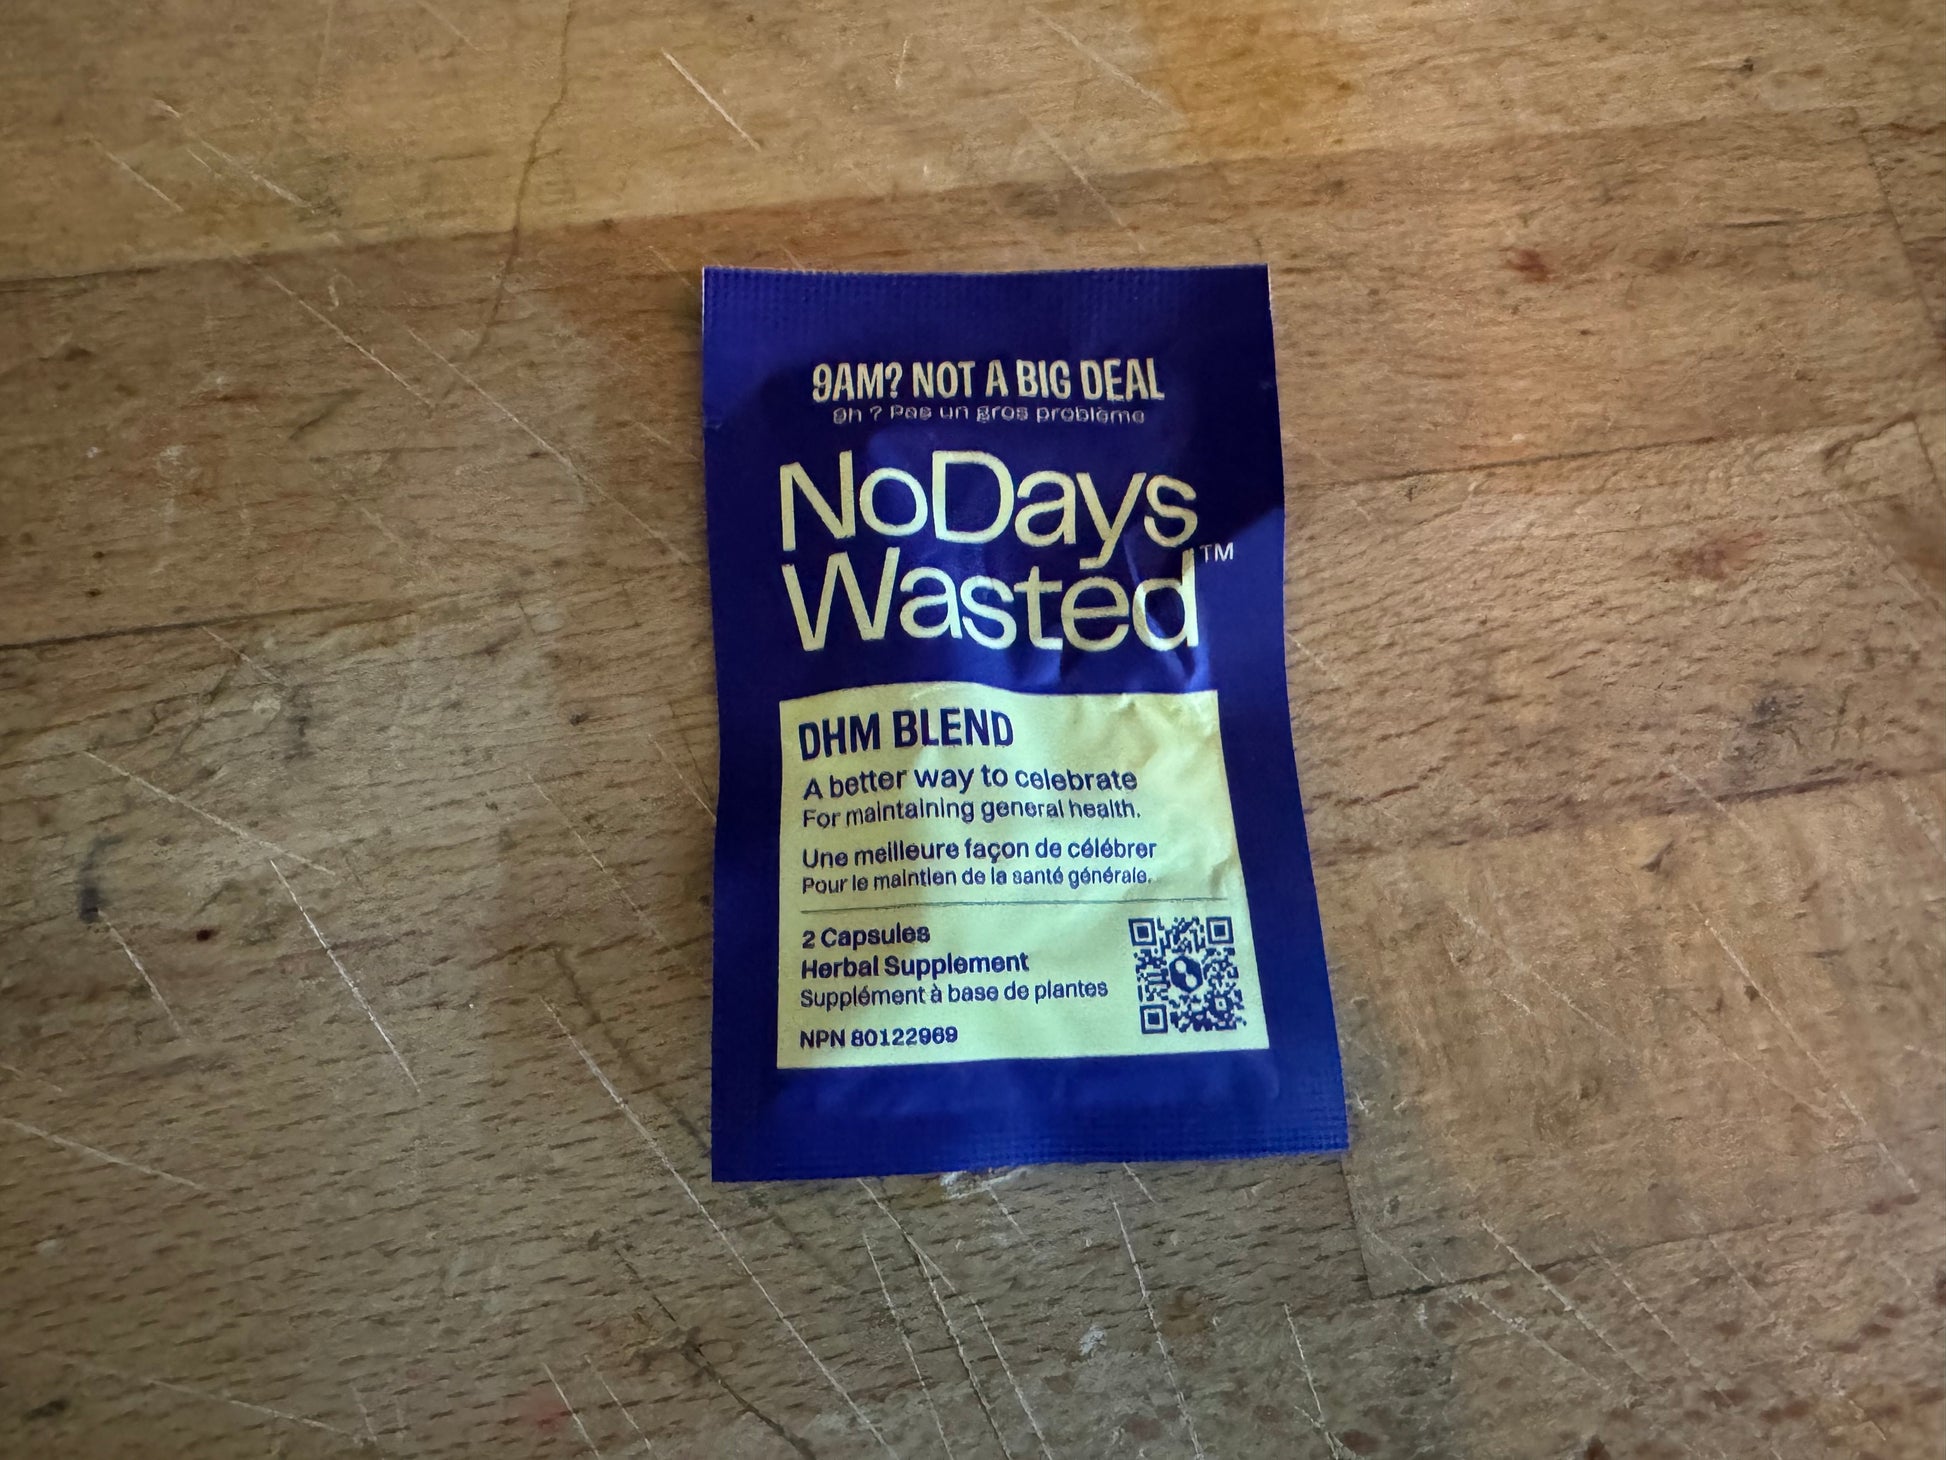 9AM? NOT A BIG DEAL
9h ? Pas un gros problème
NoDays
Wasted™
DHM BLEND
A better way to celebrate
For maintaining general health.
Une meilleure façon de célébrer
Pour le maintien de la santé générale.
2 Capsules
Herbal Supplement
Supplément à base de plantes
NPN 80122969